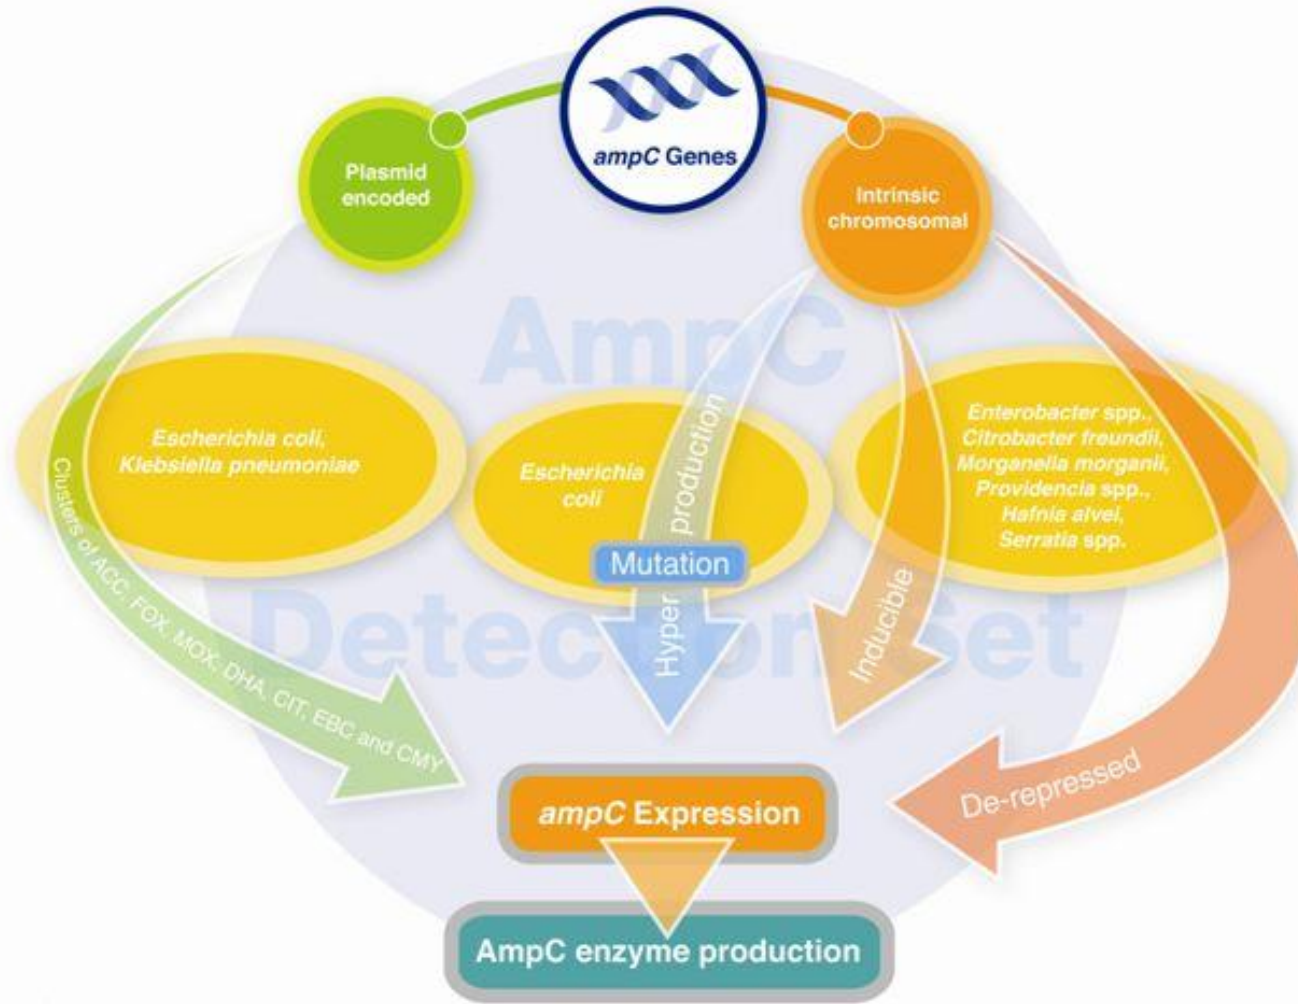 ampC Genes
Plasmid
encoded
Intrinsic
chromosomal
AmpC
Detection Set
Escherichia coli,
Klebsiella pneumoniae
Escherichia
coli
Enterobacter spp.,
Citrobacter freundii,
Morganella morganii,
Providencia spp.,
Hafnia alvei,
Serratia spp.
Clusters of ACC, FOX, MOX, DHA, CIT, EBC and CMY
Hyper production
Mutation
Inducible
De-repressed
ampC Expression
AmpC enzyme production